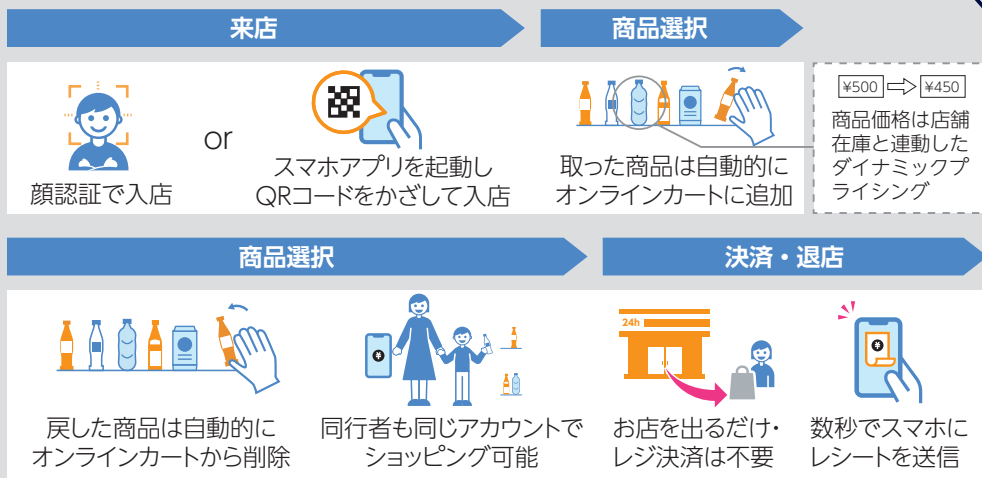 来店
商品選択
顔認証で入店
or
スマホアプリを起動し
QRコードをかざして入店
取った商品は自動的に
オンラインカートに追加
¥500 ¥450
商品価格は店舗
在庫と連動した
ダイナミックプ
ライシング
商品選択
決済・退店
戻した商品は自動的に
オンラインカートから削除
¥
同行者も同じアカウントで
ショッピング可能
24h
お店を出るだけ・
レジ決済は不要
¥
数秒でスマホに
レシートを送信